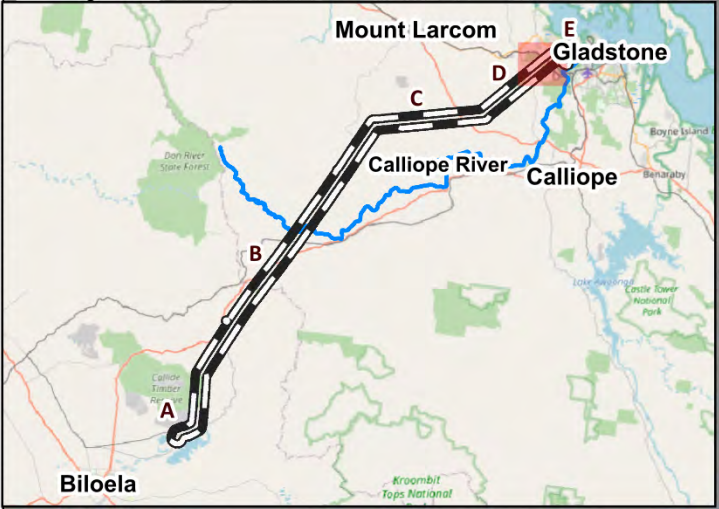 Mount Larcom
E
Gladstone
D
C
Boyne Island
Don River
State Forest
Calliope River
Calliope
Benaraby
B
Lake Awoonga
Castle Tower
National
Park
Callide
Timber
Reserve
A
Biloela
Kroombit
Tops National